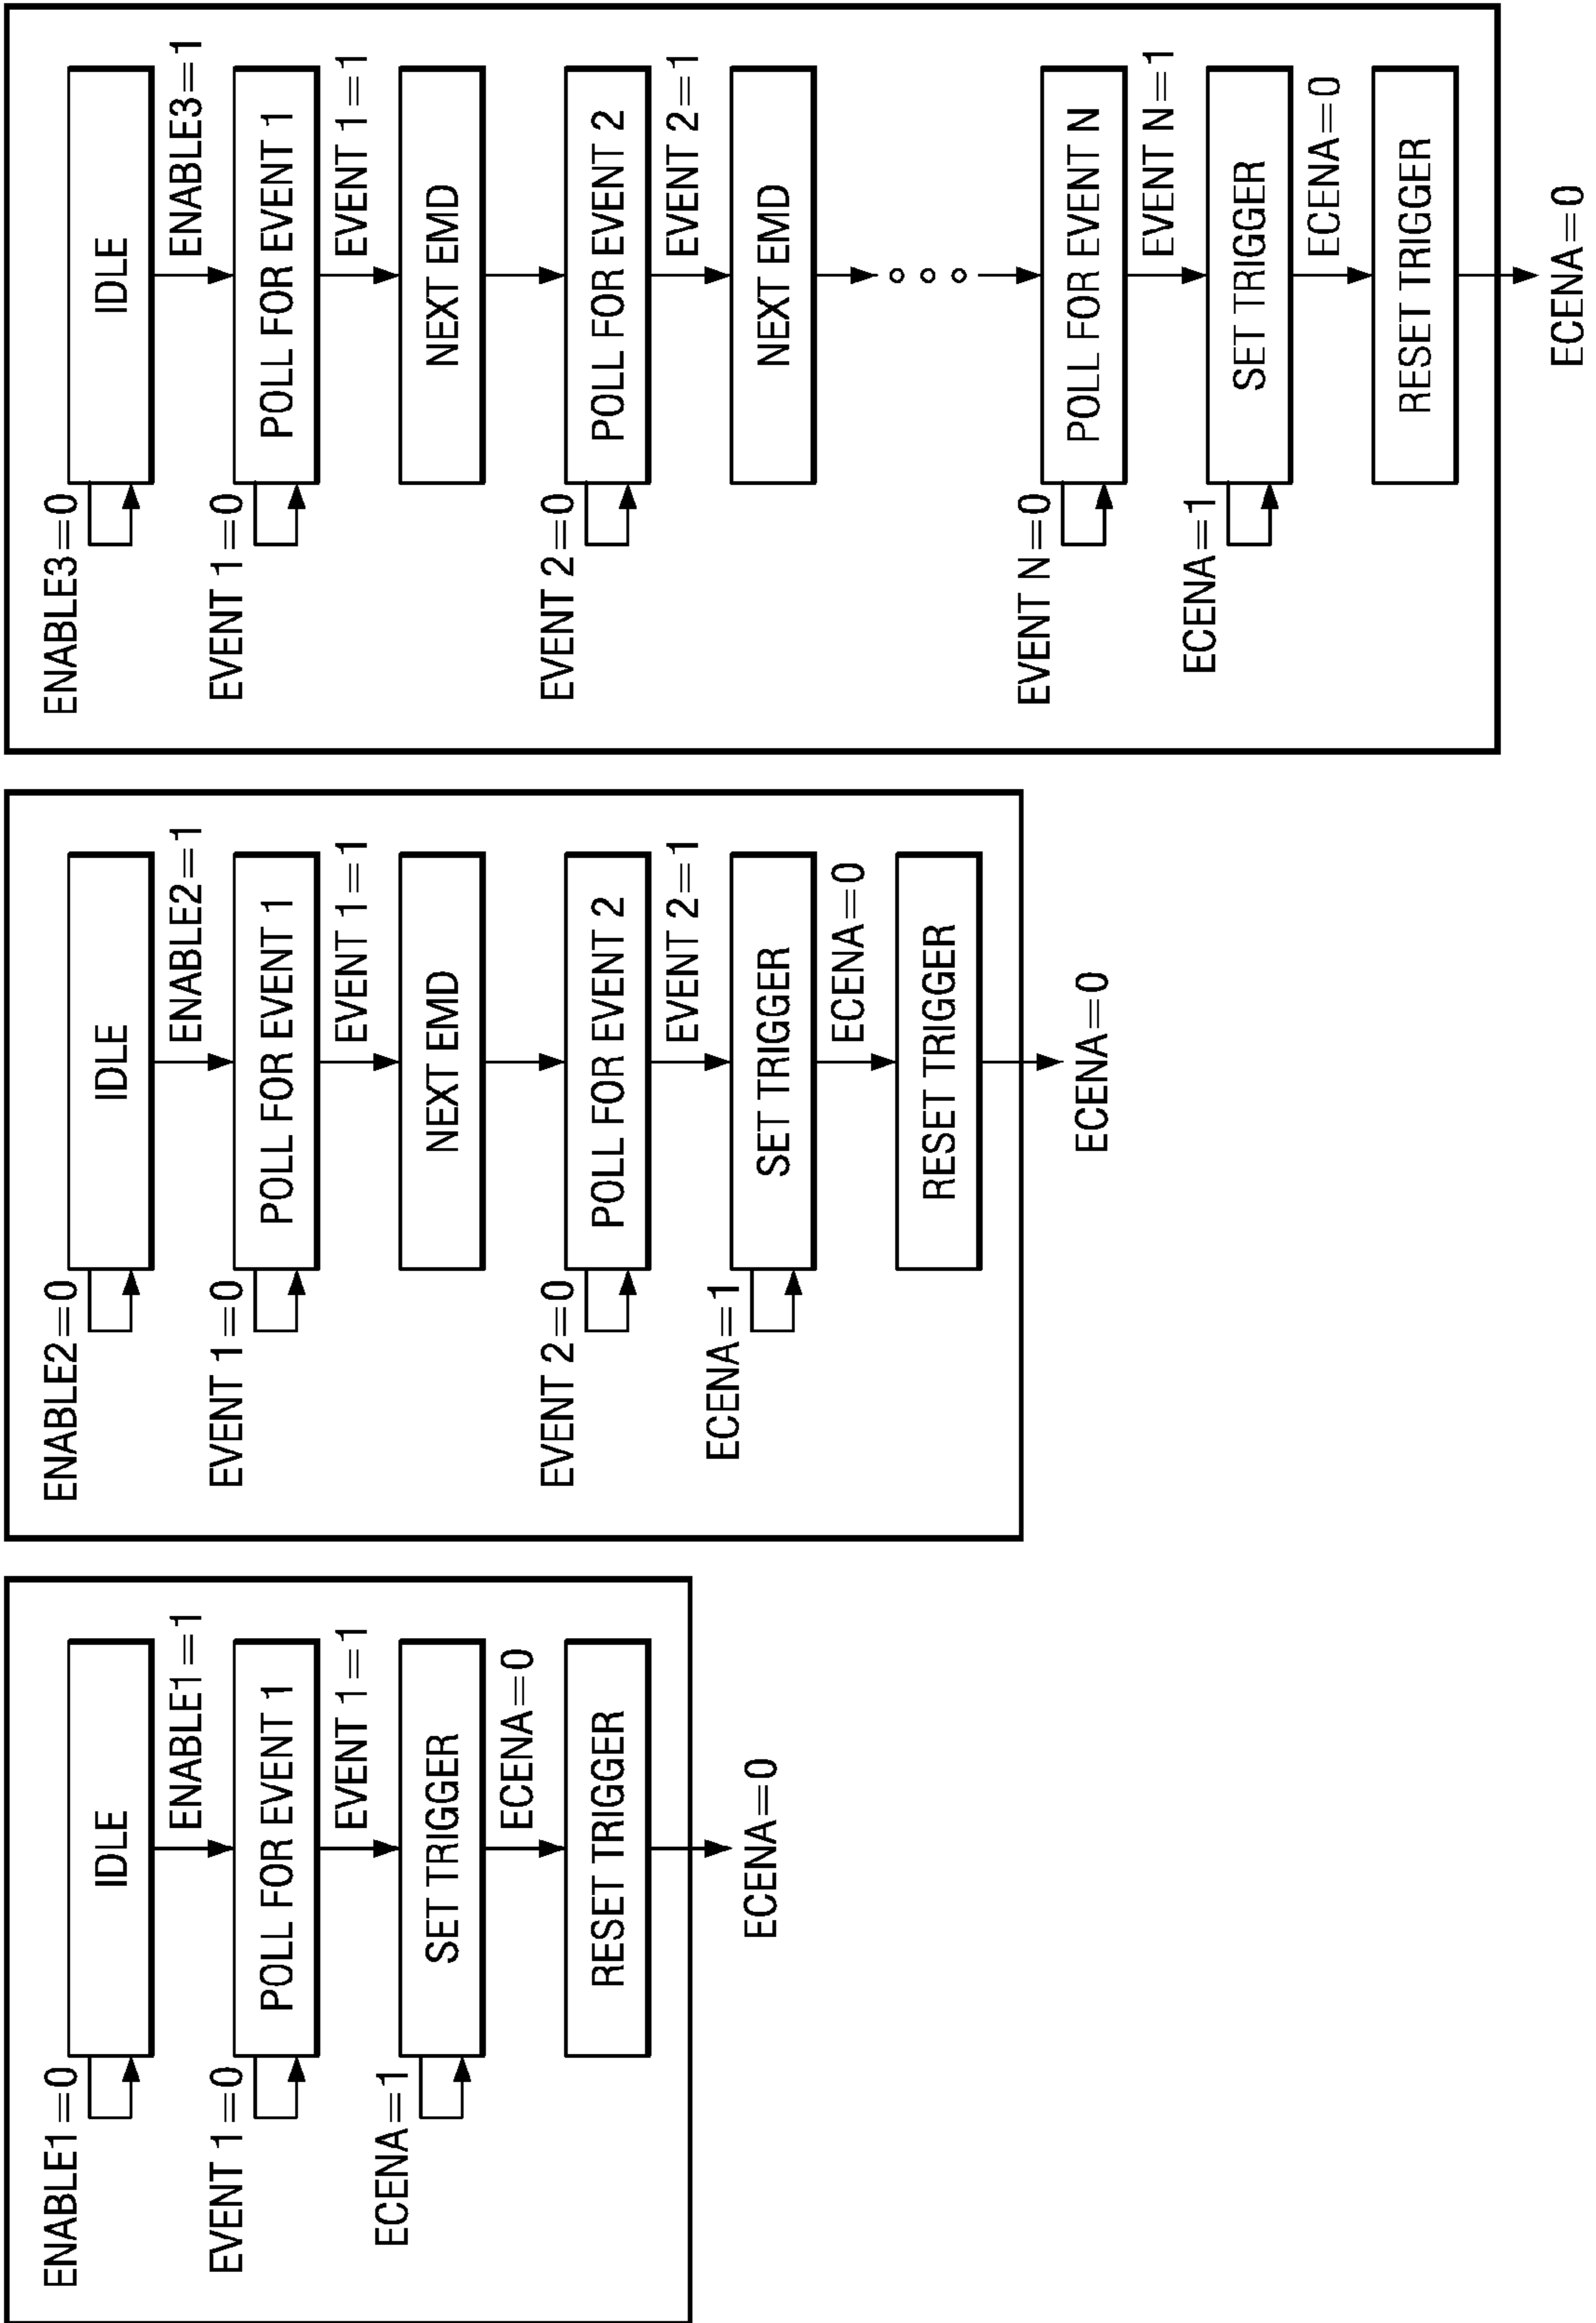 ENABLE1=0
IDLE
ENABLE1=1
EVENT 1=0
POLL FOR EVENT 1
EVENT 1=1
ECENA=1
SET TRIGGER
ECENA=0
RESET TRIGGER
ECENA=0
ENABLE2=0
IDLE
ENABLE2=1
EVENT 1=0
POLL FOR EVENT 1
EVENT 1=1
NEXT EMD
EVENT 2=0
POLL FOR EVENT 2
EVENT 2=1
ECENA=1
SET TRIGGER
ECENA=0
RESET TRIGGER
ECENA=0
ENABLE3=0
IDLE
ENABLE3=1
EVENT 1=0
POLL FOR EVENT 1
EVENT 1=1
NEXT EMD
EVENT 2=0
POLL FOR EVENT 2
EVENT 2=1
NEXT EMD
EVENT N=0
POLL FOR EVENT N
EVENT N=1
ECENA=1
SET TRIGGER
ECENA=0
RESET TRIGGER
ECENA=0